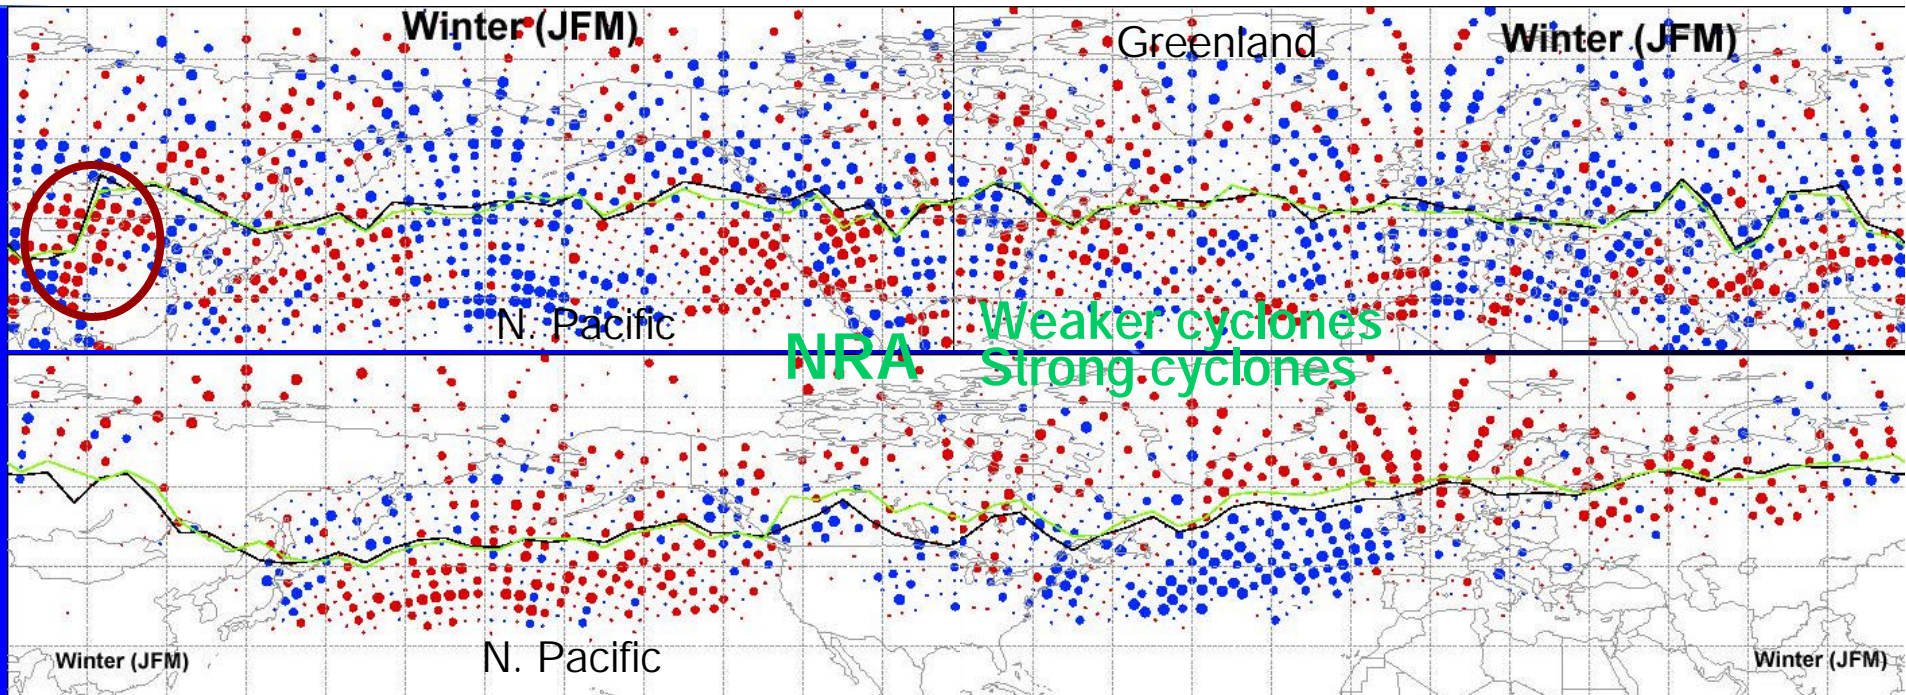 Winter (JFM)
Greenland
Winter (JFM)
N. Pacific
NRA
Weaker cyclones
Strong cyclones
N. Pacific
Winter (JFM)
Winter (JFM)